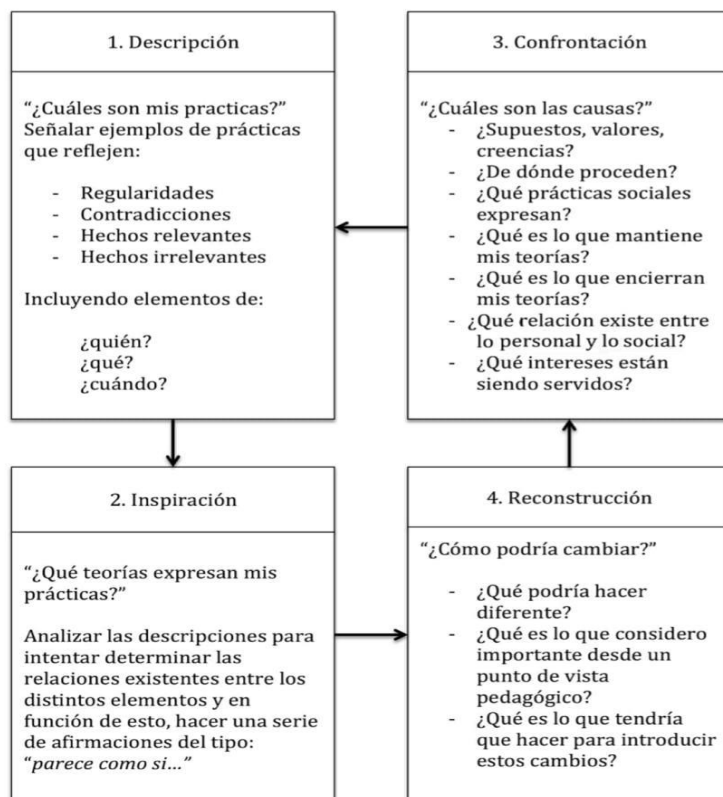 1. Descripción
“¿Cuáles son mis practicas?”
Señalar ejemplos de prácticas
que reflejen:
- Regularidades
- Contradicciones
- Hechos relevantes
- Hechos irrelevantes
Incluyendo elementos de:
¿quién?
¿qué?
¿cuándo?
2. Inspiración
“¿Qué teorías expresan mis
prácticas?”
Analizar las descripciones para
intentar determinar las
relaciones existentes entre los
distintos elementos y en
función de esto, hacer una serie
de afirmaciones del tipo:
“parece como si...”
3. Confrontación
“¿Cuáles son las causas?”
- ¿Supuestos, valores,
creencias?
- ¿De dónde proceden?
- ¿Qué prácticas sociales
expresan?
- ¿Qué es lo que mantiene
mis teorías?
- ¿Qué es lo que encierran
mis teorías?
- ¿Qué relación existe entre
lo personal y lo social?
- ¿Qué intereses están
siendo servidos?
4. Reconstrucción
“¿Cómo podría cambiar?”
- ¿Qué podría hacer
diferente?
- ¿Qué es lo que considero
importante desde un
punto de vista
pedagógico?
- ¿Qué es lo que tendría
que hacer para introducir
estos cambios?